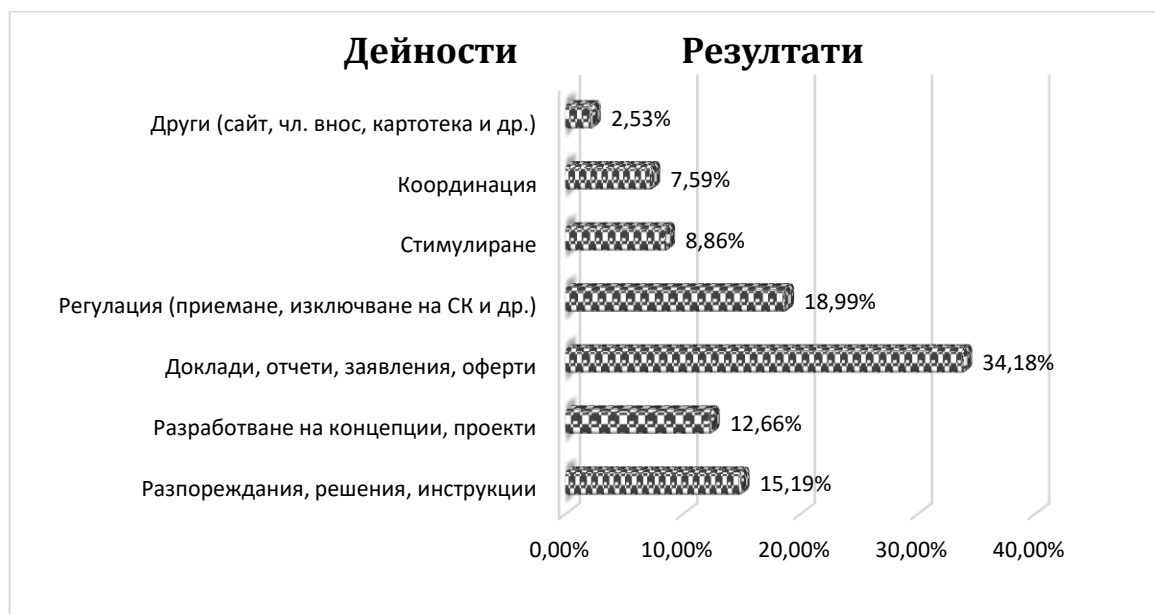 Дейности Резултати
Други (сайт, чл. внос, картотека и др.) 2,53%
Координация 7,59%
Стимулиране 8,86%
Регулация (приемане, изключване на СК и др.) 18,99%
Доклади, отчети, заявления, оферти 34,18%
Разработване на концепции, проекти 12,66%
Разпореждания, решения, инструкции 15,19%
0,00% 10,00% 20,00% 30,00% 40,00%